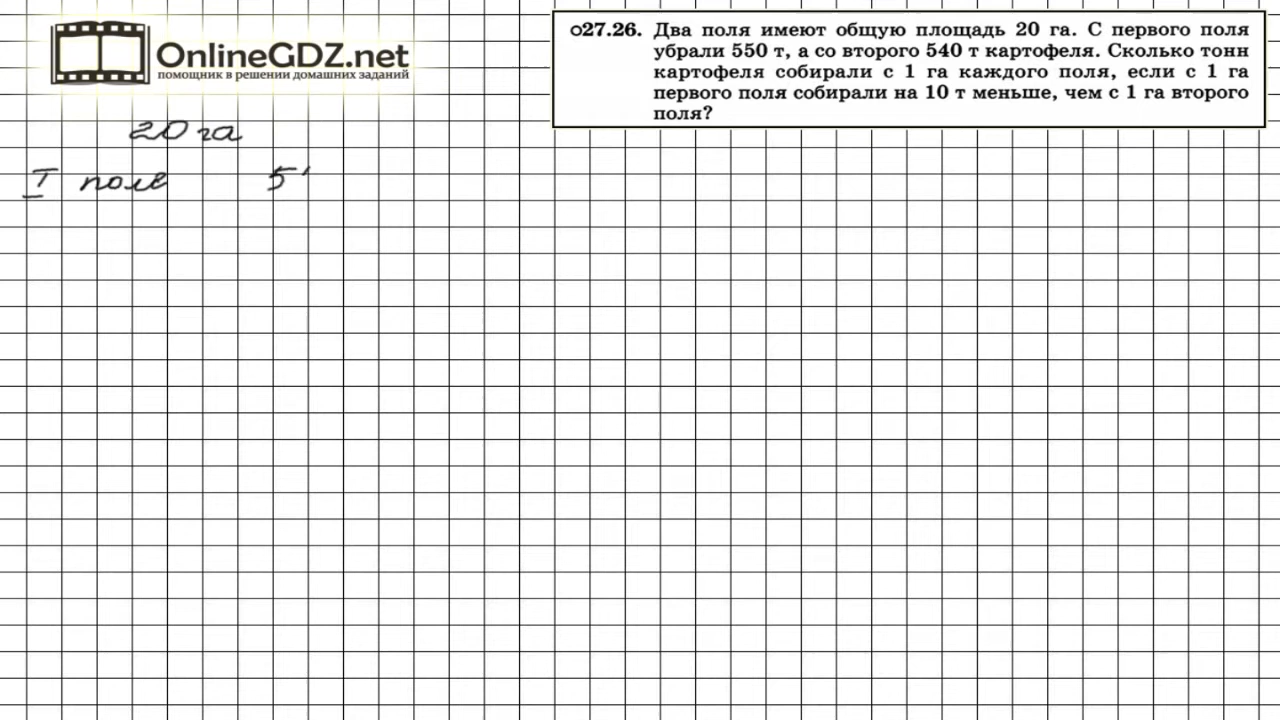 OnlineGDZ.net
помощник в решении домашних заданий
27.26. Два поля имеют общую площадь 20 га. С первого поля
убрали 550 т, а со второго 540 т картофеля. Сколько тонн
картофеля собирали с 1 га каждого поля, если с 1 га
первого поля собирали на 10 т меньше, чем с 1 га второго
поля?
20 га
I поле 5